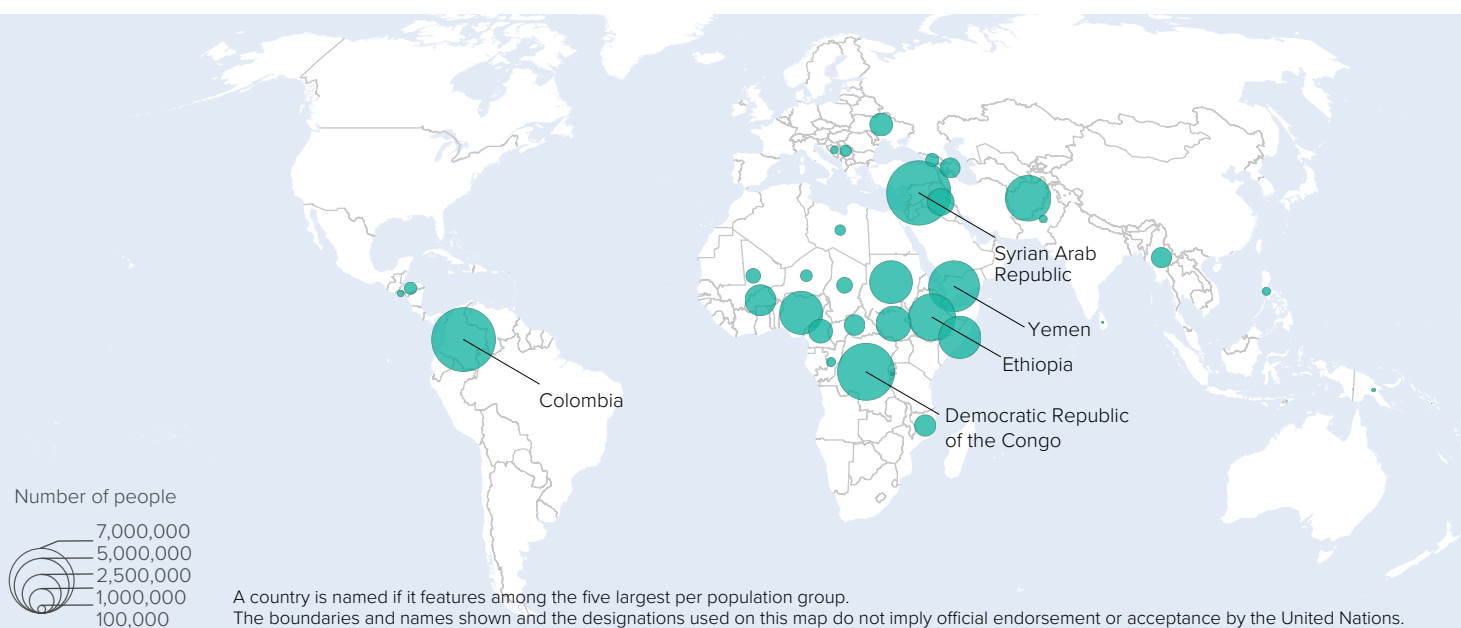 Syrian Arab
Republic
Yemen
Ethiopia
Colombia
Democratic Republic
of the Congo
Number of people
7,000,000
5,000,000
2,500,000
1,000,000
100,000
A country is named if it features among the five largest per population group.
The boundaries and names shown and the designations used on this map do not imply official endorsement or acceptance by the United Nations.